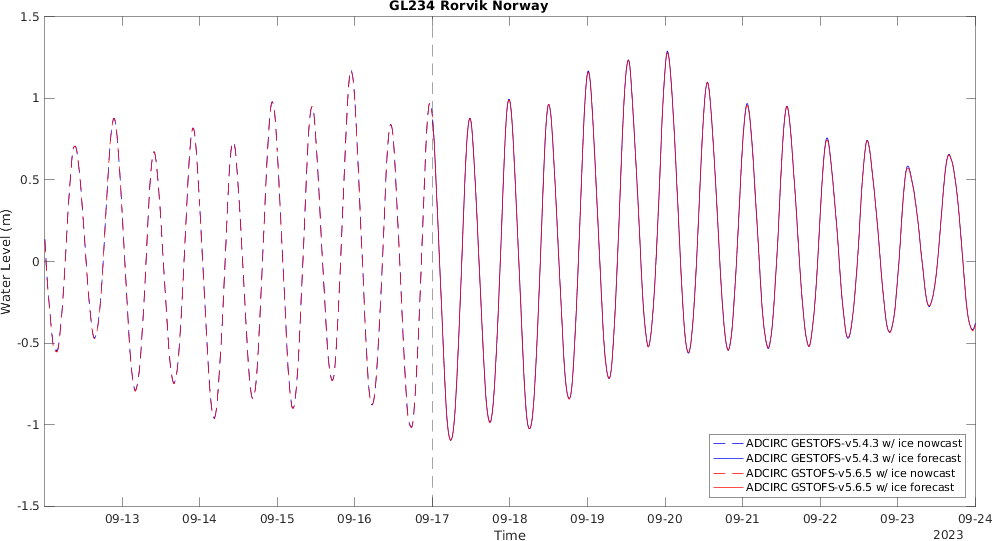 GL234 Rorvik Norway
1.5
1
0.5
0
-0.5
-1
-1.5
Water Level (m)
ADCIRC GESTOFS-v5.4.3 w/ ice nowcast
ADCIRC GESTOFS-v5.4.3 w/ ice forecast
ADCIRC GSTOFS-v5.6.5 w/ ice nowcast
ADCIRC GSTOFS-v5.6.5 w/ ice forecast
09-13 09-14 09-15 09-16 09-17 09-18 09-19 09-20 09-21 09-22 09-23 09-24
Time
2023